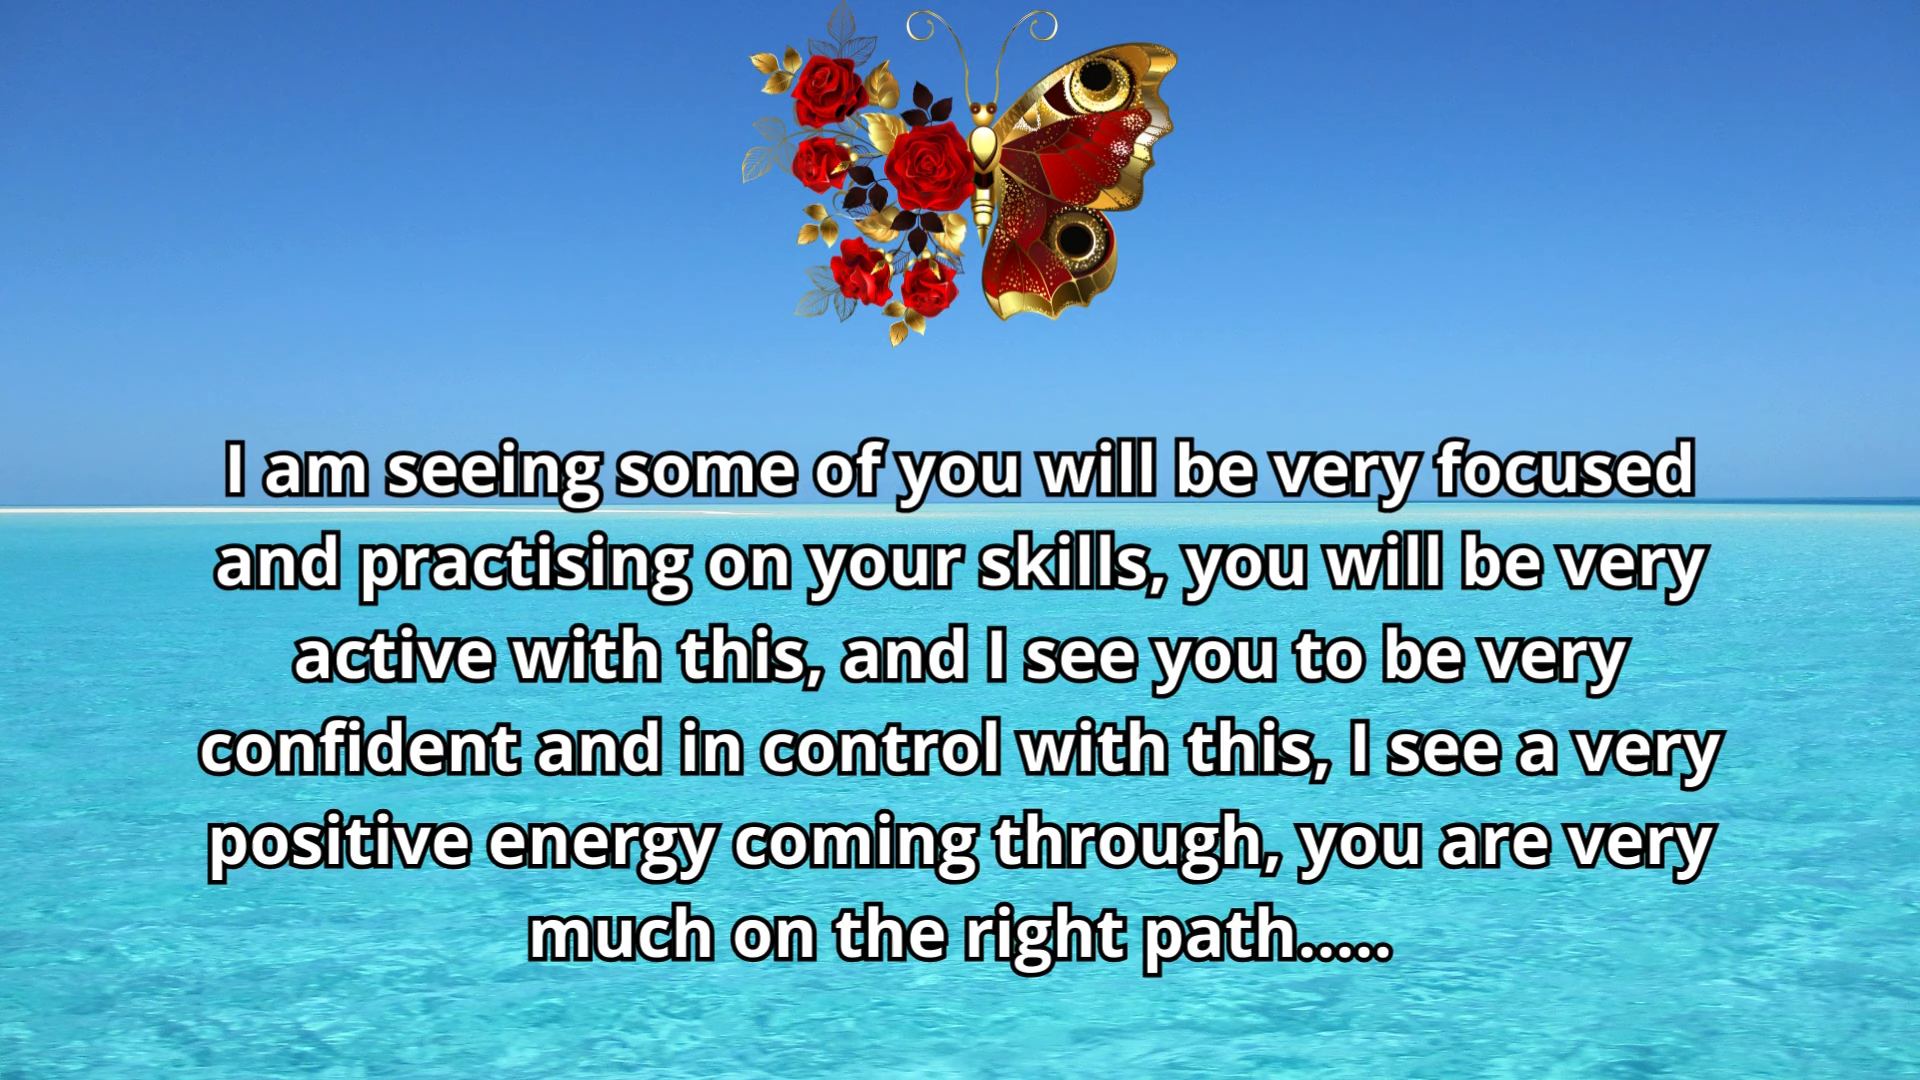 I am seeing some of you will be very focused
and practising on your skills, you will be very
active with this, and I see you to be very
confident and in control with this, I see a very
positive energy coming through, you are very
much on the right path.....